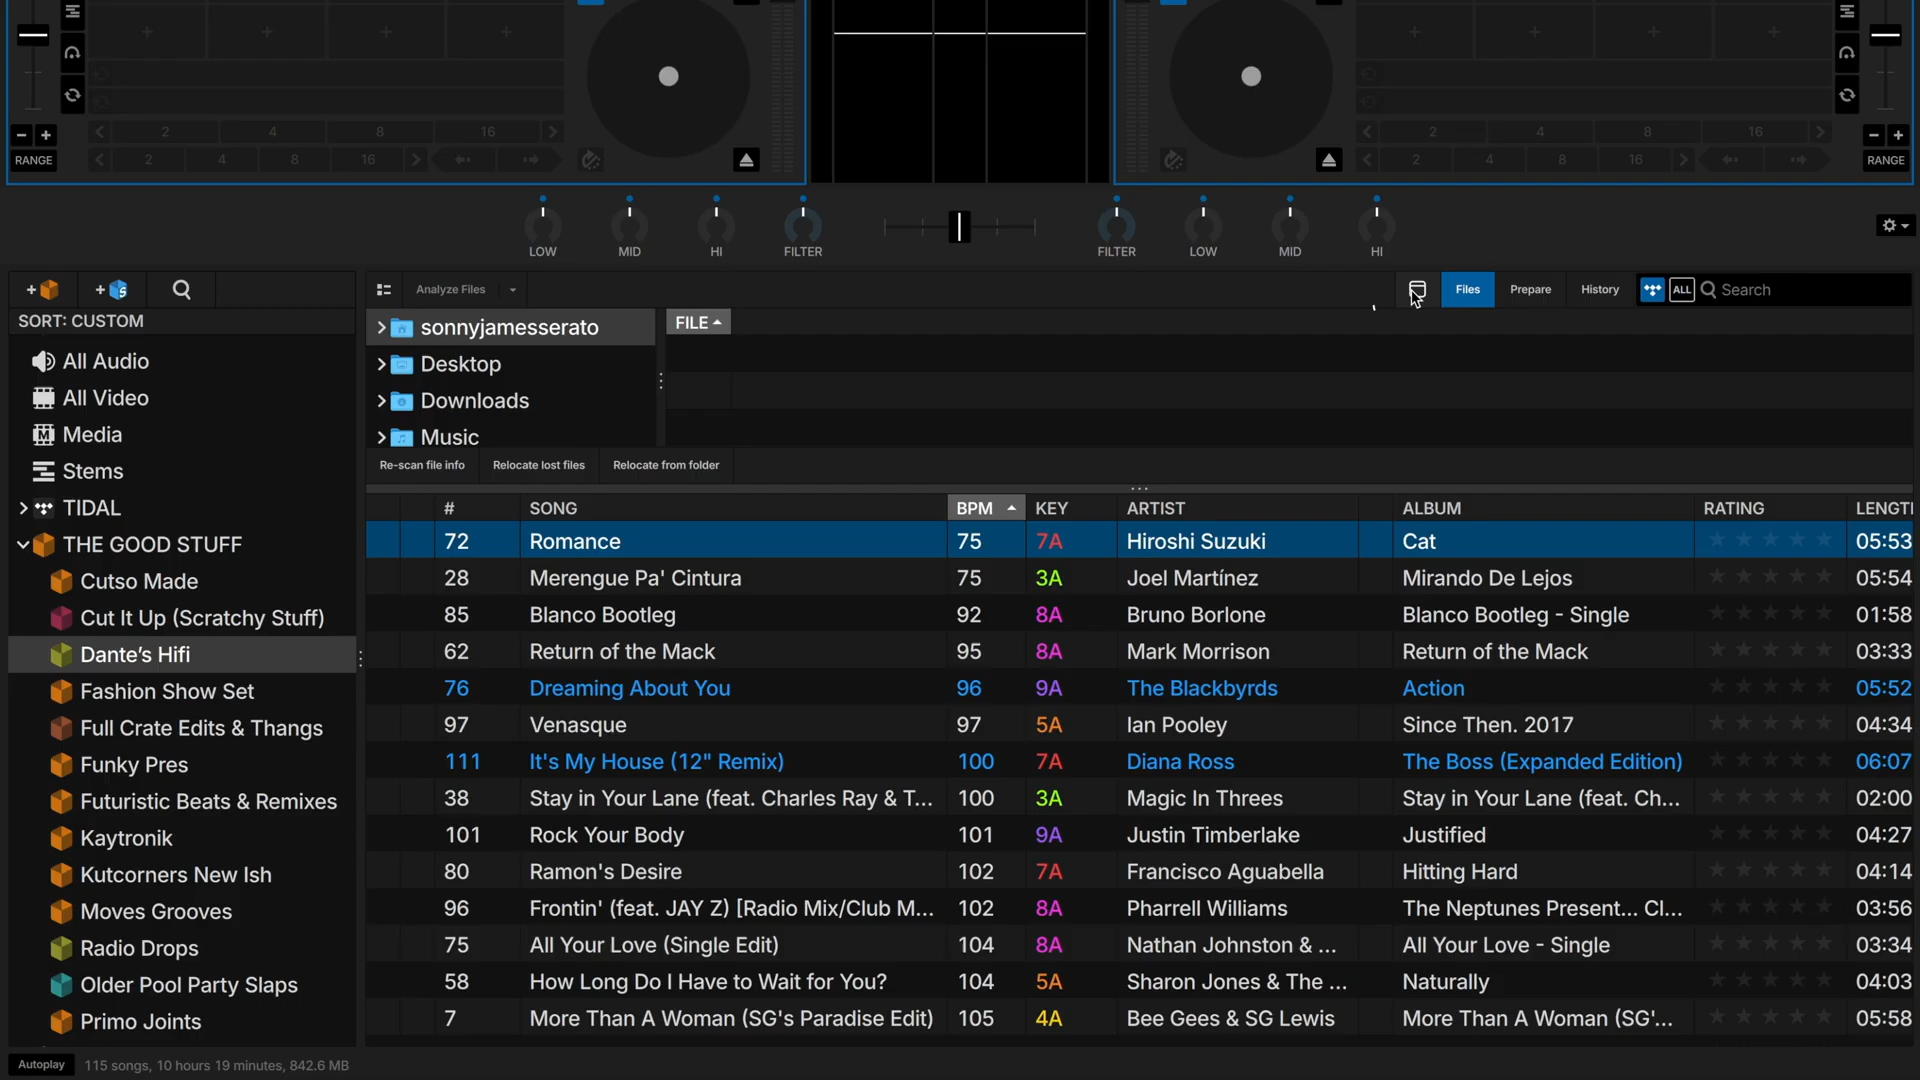 2 4 8 16 2 4 8 16
RANGE 2 4 8 16 2 4 8 16 RANGE
LOW MID HI FILTER FILTER LOW MID HI
Analyze Files Files Prepare History ALL Search
SORT: CUSTOM
sonnyjamesserato FILE
Desktop
Downloads
Music
Re-scan file info Relocate lost files Relocate from folder
All Audio
All Video
Media
Stems
TIDAL
THE GOOD STUFF
Cutso Made
Cut It Up (Scratchy Stuff)
Dante's Hifi
Fashion Show Set
Full Crate Edits & Thangs
Funky Pres
Futuristic Beats & Remixes
Kaytronik
Kutcorners New Ish
Moves Grooves
Radio Drops
Older Pool Party Slaps
Primo Joints
# SONG BPM KEY ARTIST ALBUM RATING LENGT
72 Romance 75 7A Hiroshi Suzuki Cat 05:53
28 Merengue Pa' Cintura 75 3A Joel Martínez Mirando De Lejos 05:54
85 Blanco Bootleg 92 8A Bruno Borlone Blanco Bootleg - Single 01:58
62 Return of the Mack 95 8A Mark Morrison Return of the Mack 03:33
76 Dreaming About You 96 9A The Blackbyrds Action 05:52
97 Venasque 97 5A Ian Pooley Since Then. 2017 04:34
111 It's My House (12" Remix) 100 7A Diana Ross The Boss (Expanded Edition) 06:07
38 Stay in Your Lane (feat. Charles Ray & T... 100 3A Magic In Threes Stay in Your Lane (feat. Ch... 02:00
101 Rock Your Body 101 9A Justin Timberlake Justified 04:27
80 Ramon's Desire 102 7A Francisco Aguabella Hitting Hard 04:14
96 Frontin' (feat. JAY Z) [Radio Mix/Club M... 102 8A Pharrell Williams The Neptunes Present... Cl... 03:56
75 All Your Love (Single Edit) 104 8A Nathan Johnston & ... All Your Love - Single 03:34
58 How Long Do I Have to Wait for You? 104 5A Sharon Jones & The ... Naturally 04:03
7 More Than A Woman (SG's Paradise Edit) 105 4A Bee Gees & SG Lewis More Than A Woman (SG'... 05:58
Autoplay 115 songs, 10 hours 19 minutes, 842.6 MB